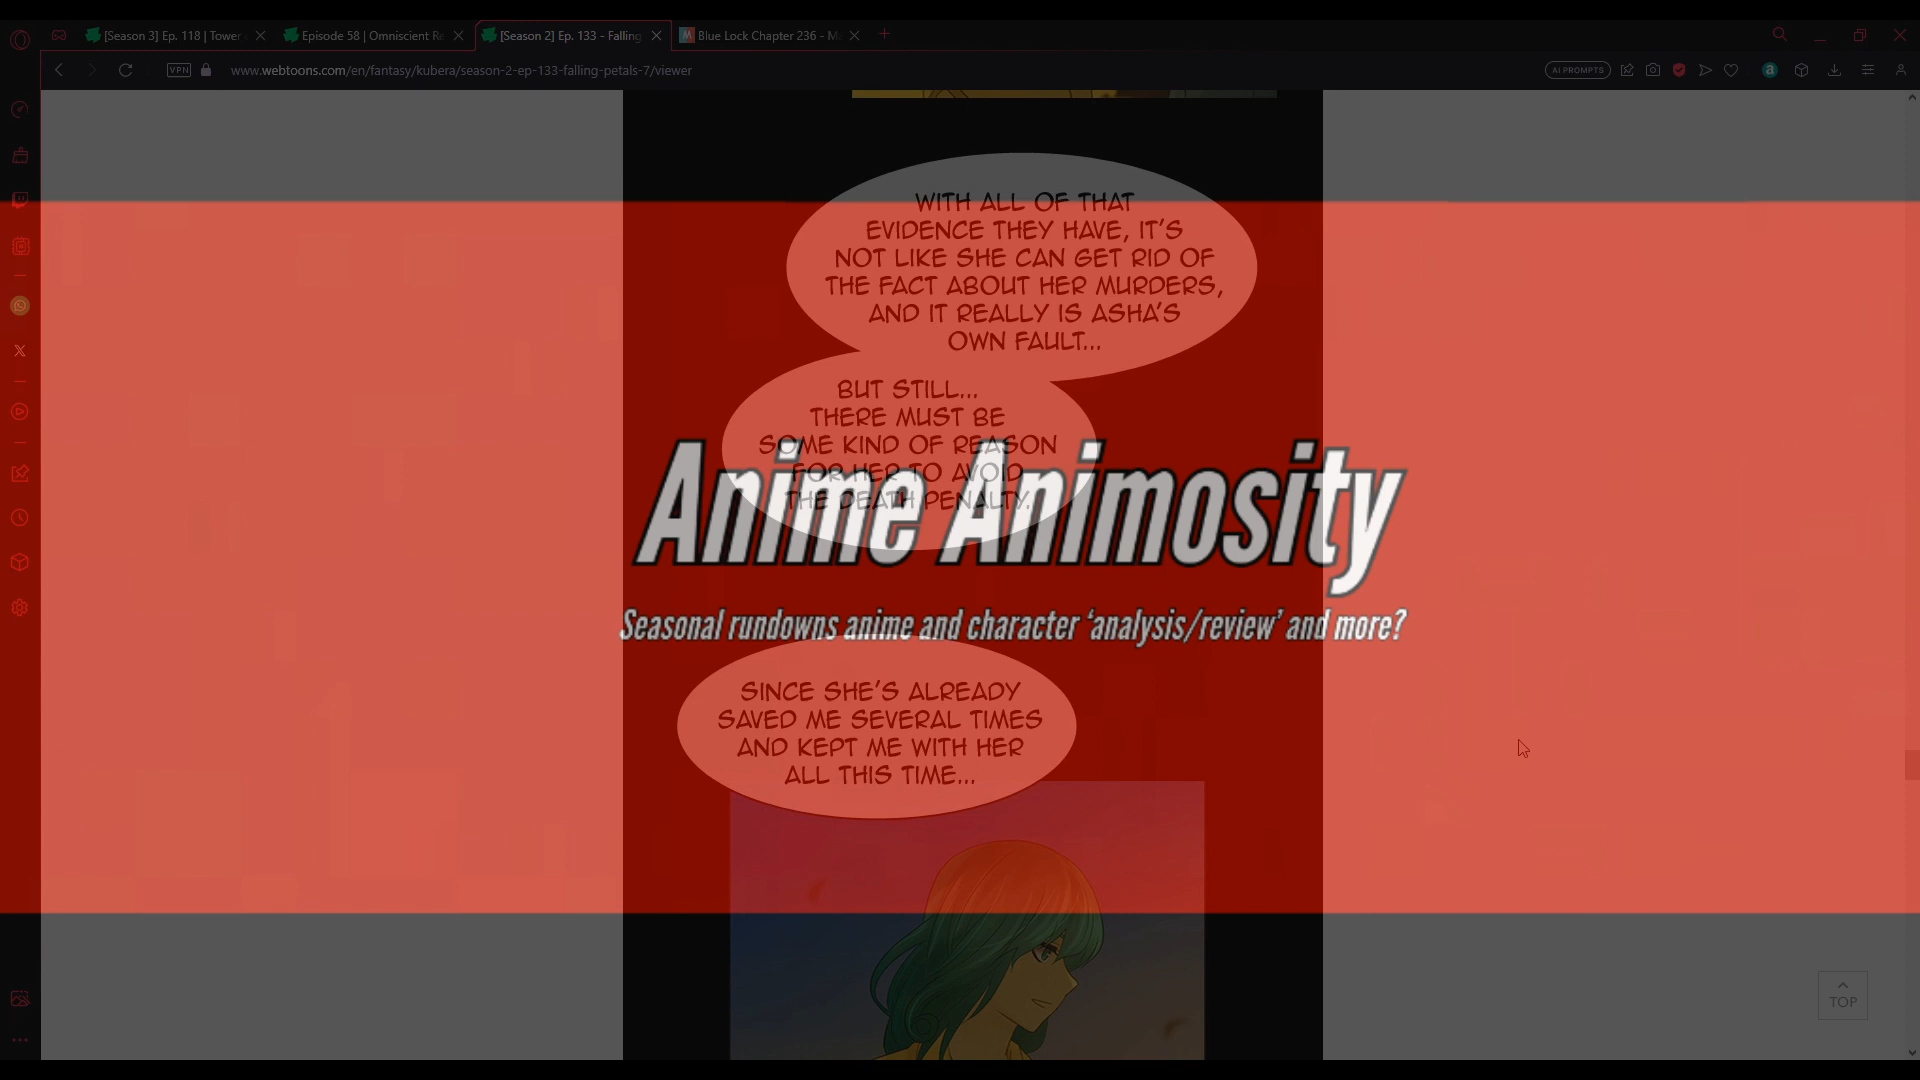 [Season 3] Ep. 118 | Tower
Episode 58 | Omniscient Re
[Season 2] Ep. 133 - Falling
Blue Lock Chapter 236 - M
VPN
www.webtoons.com/en/fantasy/kubera/season-2-ep-133-falling-petals-7/viewer
AI PROMPTS
WITH ALL OF THAT
EVIDENCE THEY HAVE, IT'S
NOT LIKE SHE CAN GET RID OF
THE FACT ABOUT HER MURDERS,
AND IT REALLY IS ASHA'S
OWN FAULT...
BUT STILL...
THERE MUST BE
SOME KIND OF REASON
FOR HER TO AVOID
THE DEATH PENALTY.
Anime Animosity
Seasonal rundowns anime and character 'analysis/review' and more?
SINCE SHE'S ALREADY
SAVED ME SEVERAL TIMES
AND KEPT ME WITH HER
ALL THIS TIME...
TOP